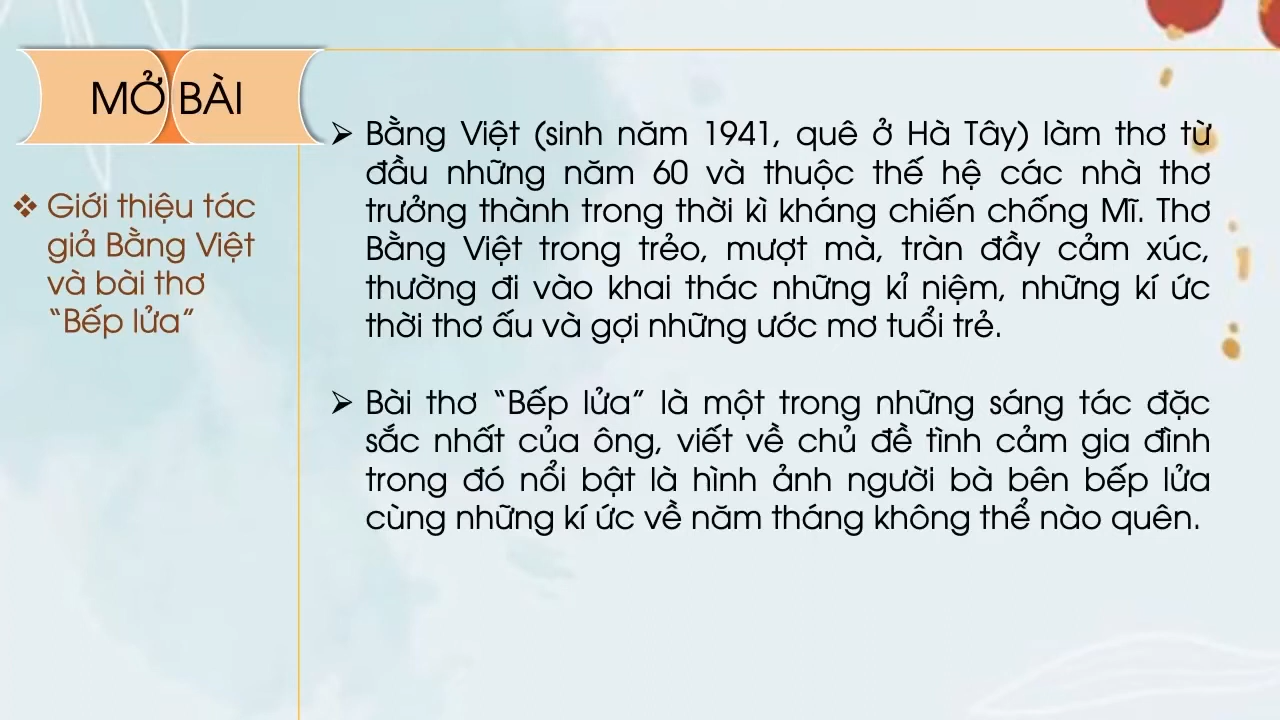 MỞ BÀI
❖ Giới thiệu tác
giả Bằng Việt
và bài thơ
“Bếp lửa”
➢ Bằng Việt (sinh năm 1941, quê ở Hà Tây) làm thơ từ
đầu những năm 60 và thuộc thế hệ các nhà thơ
trưởng thành trong thời kì kháng chiến chống Mĩ. Thơ
Bằng Việt trong trẻo, mượt mà, tràn đầy cảm xúc,
thường đi vào khai thác những kỉ niệm, những kí ức
thời thơ ấu và gợi những ước mơ tuổi trẻ.
➢ Bài thơ “Bếp lửa” là một trong những sáng tác đặc
sắc nhất của ông, viết về chủ đề tình cảm gia đình
trong đó nổi bật là hình ảnh người bà bên bếp lửa
cùng những kí ức về năm tháng không thể nào quên.